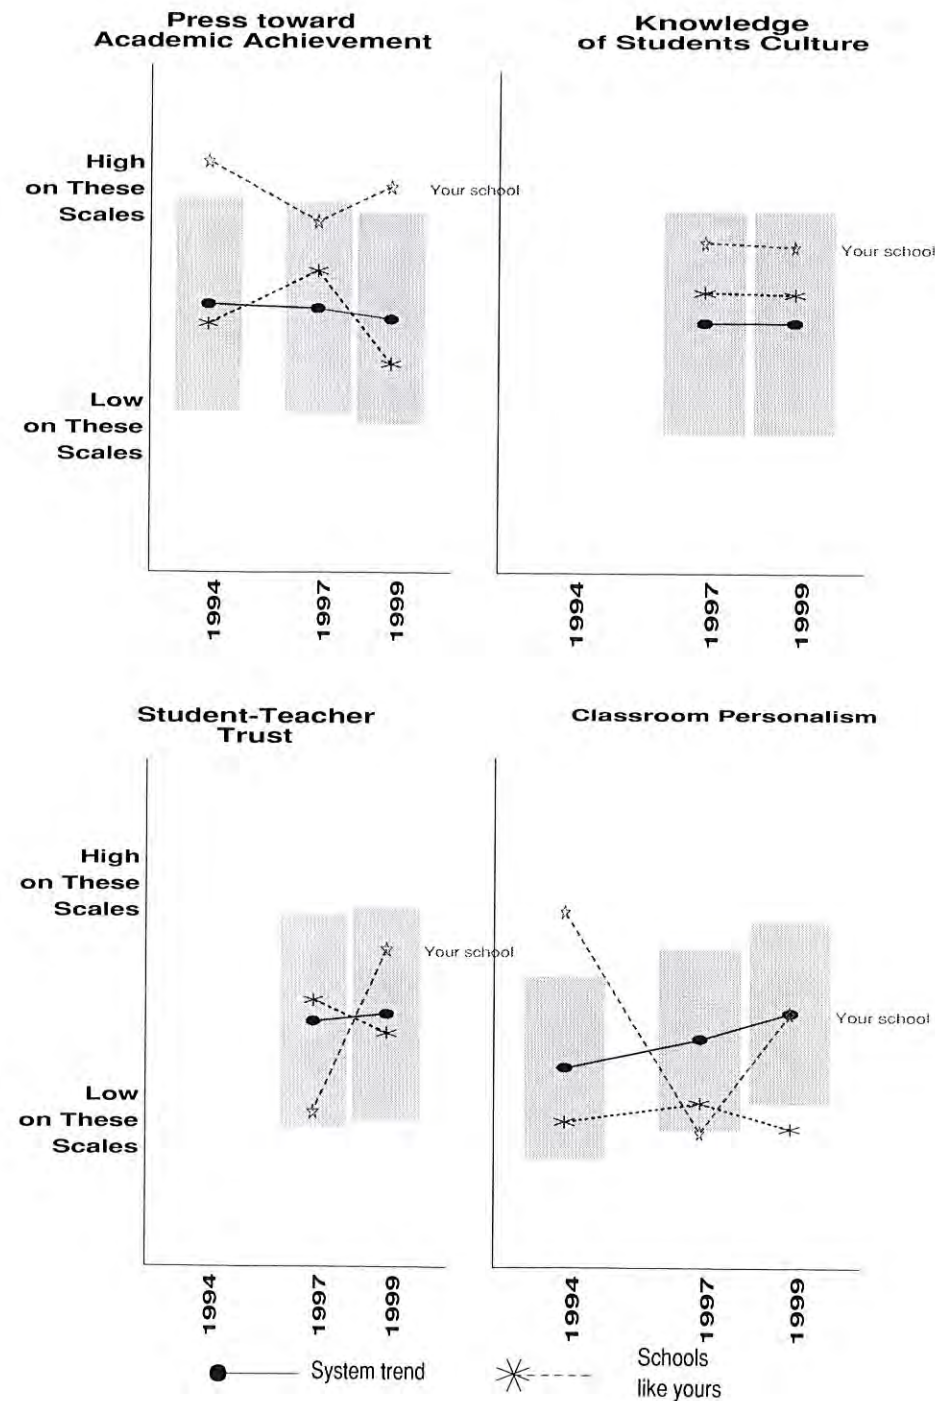 Press toward
Academic Achievement
Knowledge
of Students Culture
High
on These
Scales
Your school
Your school
Low
on These
Scales
1994
1997
1999
1994
1997
1999
Student-Teacher
Trust
Classroom Personalism
High
on These
Scales
Your school
Your school
Low
on These
Scales
1994
1997
1999
1994
1997
1999
System trend
Schools
like yours